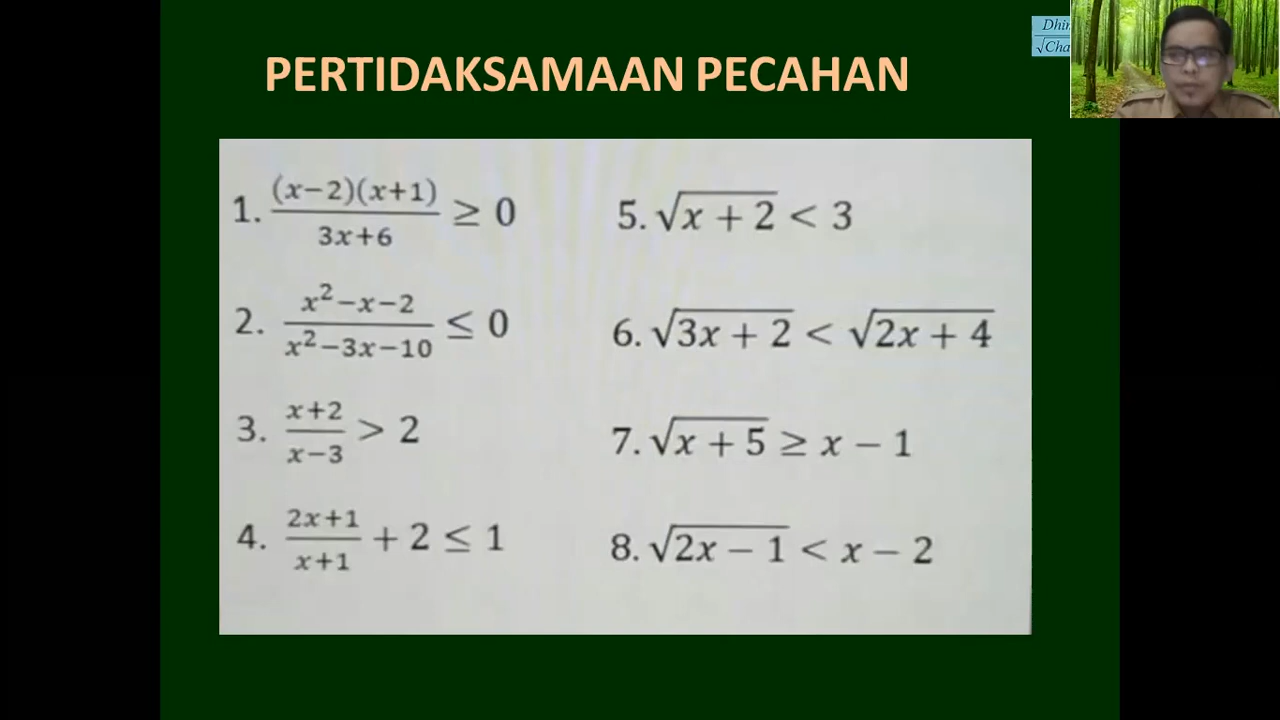 PERTIDAKSAMAAN PECAHAN
1. (x−2)(x+1)/3x+6 ≥ 0
2. x²−x−2/x²−3x−10 ≤ 0
3. x+2/x−3 > 2
4. 2x+1/x+1 + 2 ≤ 1
5. √x + 2 < 3
6. √3x + 2 < √2x + 4
7. √x + 5 ≥ x − 1
8. √2x − 1 < x − 2